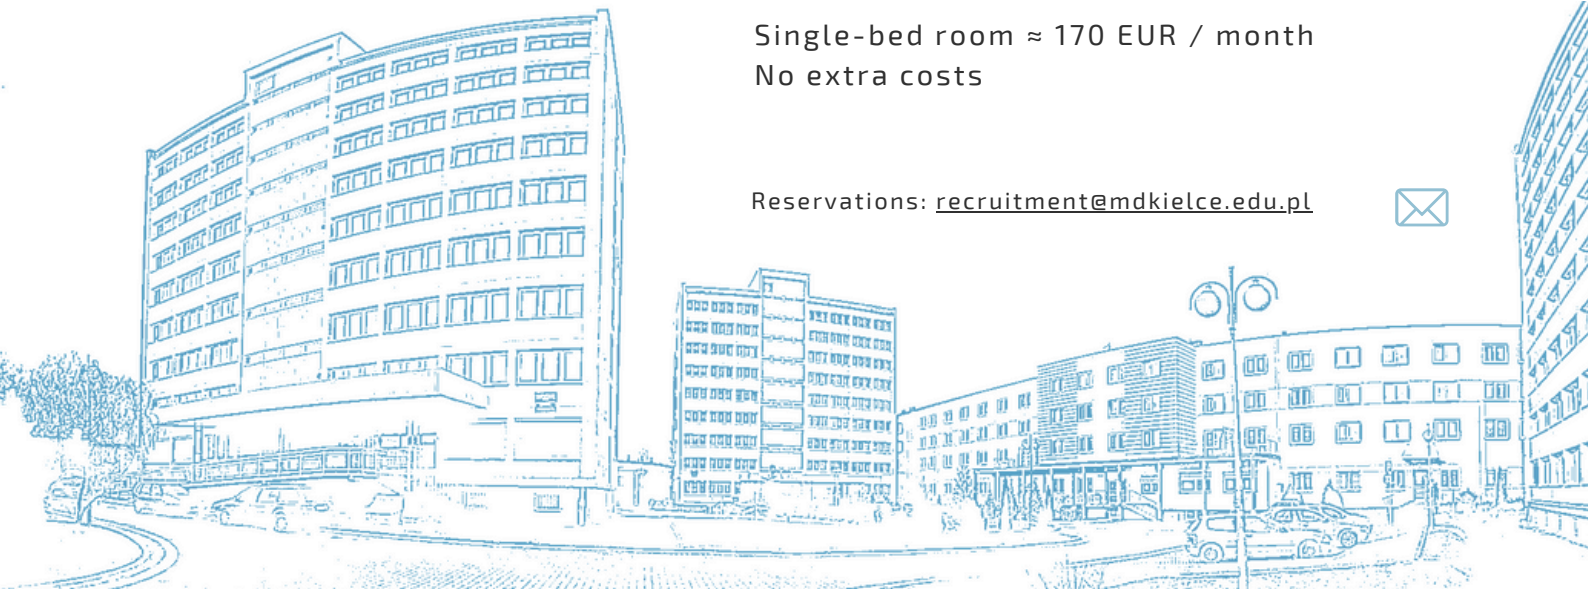 Single-bed room ≈ 170 EUR / month
No extra costs
Reservations: recruitment@mdkielce.edu.pl